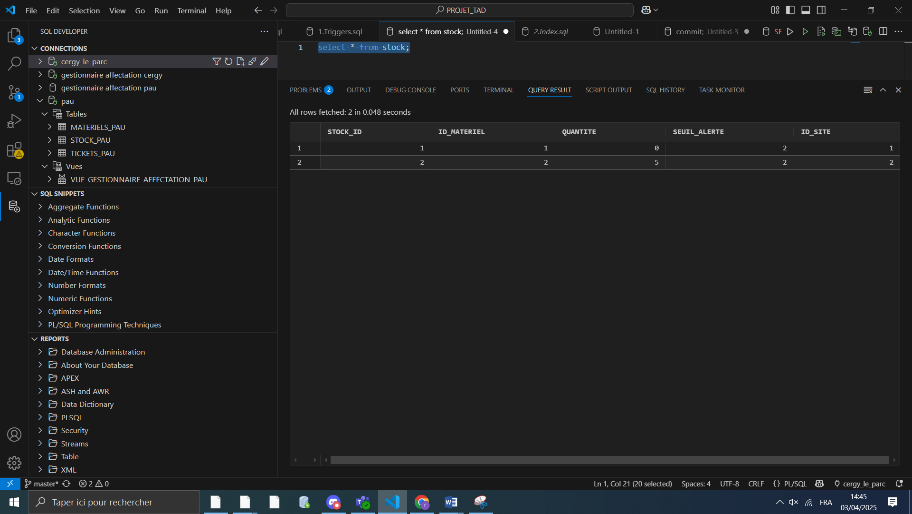 File Edit Selection View Go Run Terminal Help
PROJET_TAD
SQL DEVELOPER
1.Triggers.sql
select * from stock; Untitled-4
2.index.sql
Untitled-1
commit; Untitled-3
1 select * from stock;
CONNECTIONS
cergy_le_parc
gestionnaire affectation cergy
gestionnaire affectation pau
pau
Tables
MATERIELS_PAU
STOCK_PAU
TICKETS_PAU
Vues
VUE_GESTIONNAIRE_AFFECTATION_PAU
SQL SNIPPETS
Aggregate Functions
Analytic Functions
Character Functions
Conversion Functions
Date Formats
Date/Time Functions
Number Formats
Numeric Functions
Optimizer Hints
PL/SQL Programming Techniques
REPORTS
Database Administration
About Your Database
APEX
ASH and AWR
Data Dictionary
PLSQL
Security
Streams
Table
XML
PROBLEMS 2 OUTPUT DEBUG CONSOLE PORTS TERMINAL QUERY RESULT SCRIPT OUTPUT SQL HISTORY TASK MONITOR
All rows fetched: 2 in 0.048 seconds
STOCK_ID ID_MATERIEL QUANTITE SEUIL_ALERTE ID_SITE
1 1 1 0 2 1
2 2 2 5 2 2
master* 2 0
Ln 1, Col 21 (20 selected) Spaces: 4 UTF-8 CRLF {} PL/SQL cergy_le_parc
Taper ici pour rechercher
FRA
14:45
03/04/2025